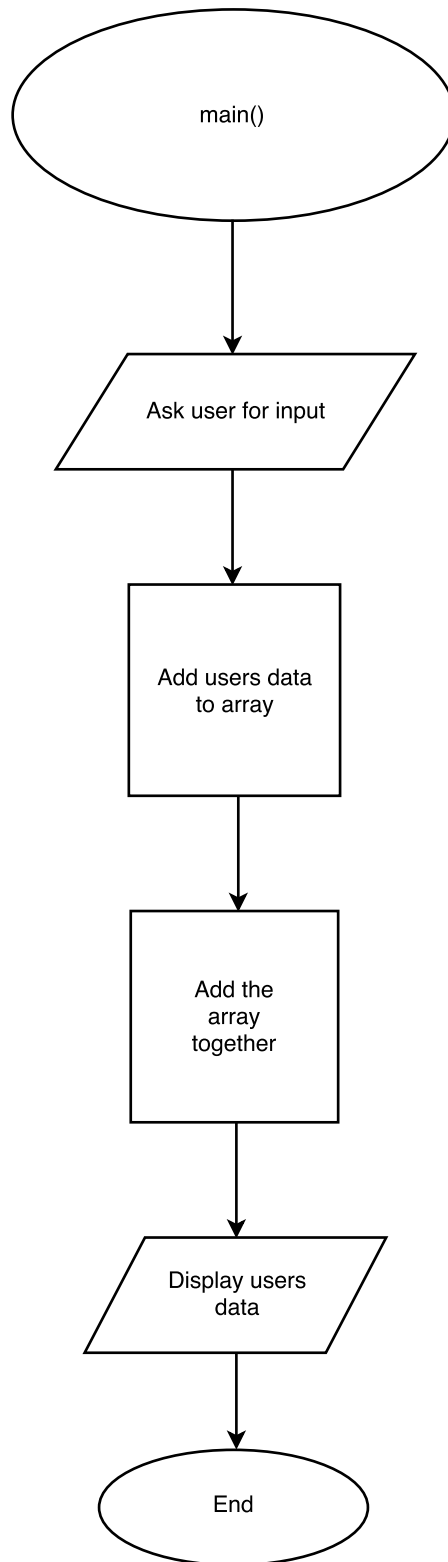 main()
Ask user for input
Add users data
to array
Add the
array
together
Display users
data
End